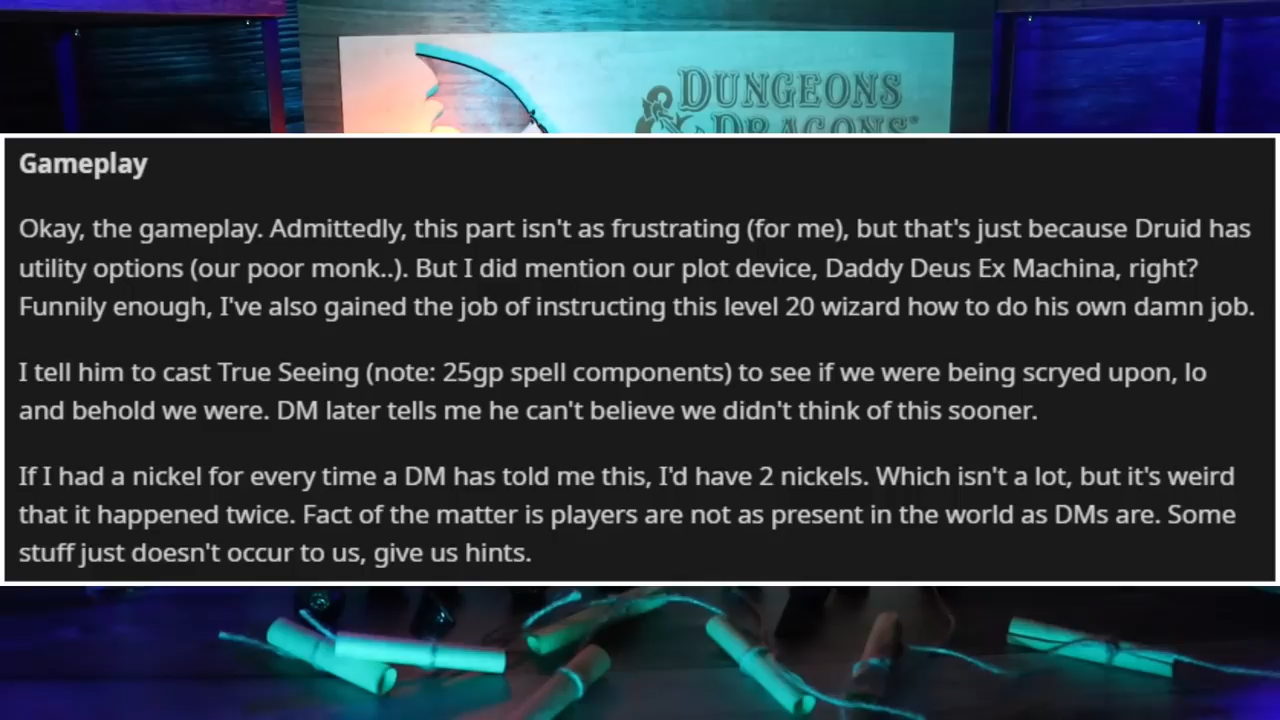 DUNGEONS
& DRAGONS®
Gameplay
Okay, the gameplay. Admittedly, this part isn't as frustrating (for me), but that's just because Druid has
utility options (our poor monk..). But I did mention our plot device, Daddy Deus Ex Machina, right?
Funnily enough, I've also gained the job of instructing this level 20 wizard how to do his own damn job.
I tell him to cast True Seeing (note: 25gp spell components) to see if we were being scryed upon, lo
and behold we were. DM later tells me he can't believe we didn't think of this sooner.
If I had a nickel for every time a DM has told me this, I'd have 2 nickels. Which isn't a lot, but it's weird
that it happened twice. Fact of the matter is players are not as present in the world as DMs are. Some
stuff just doesn't occur to us, give us hints.